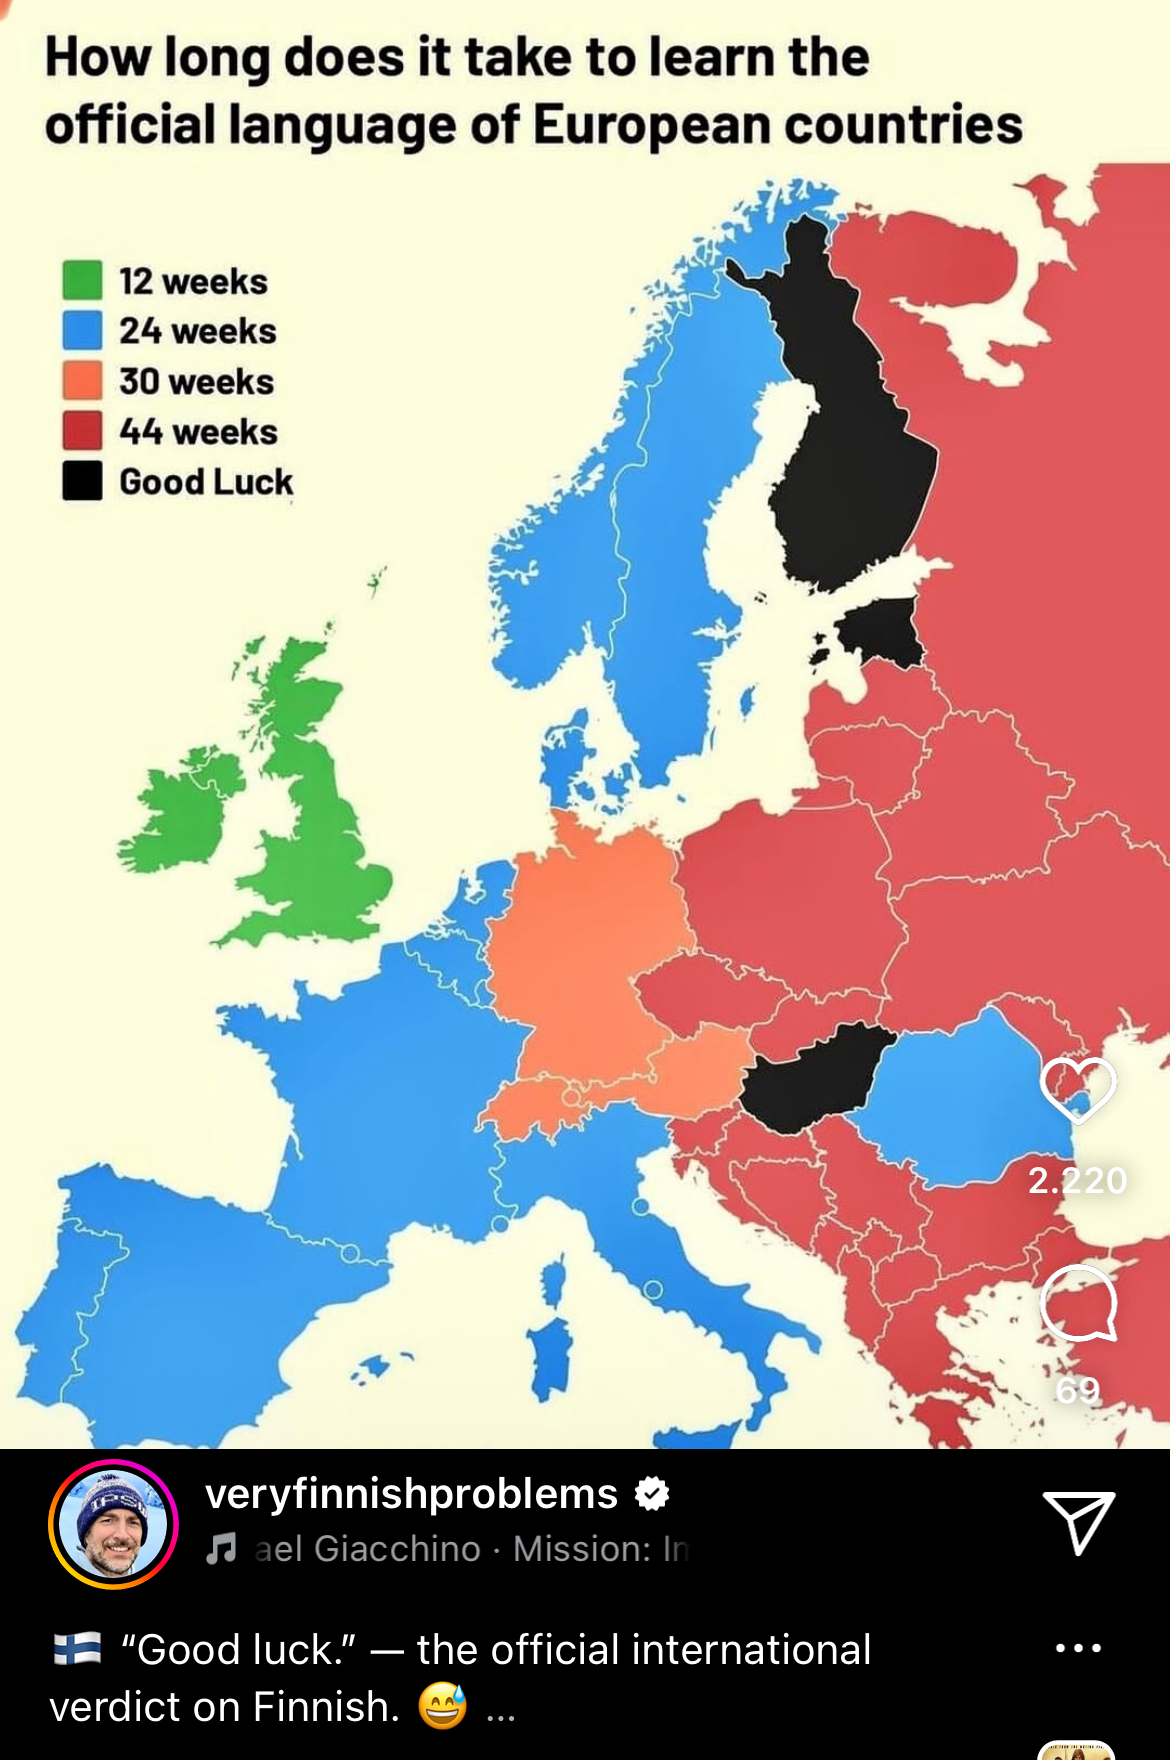 How long does it take to learn the
official language of European countries
12 weeks
24 weeks
30 weeks
44 weeks
Good Luck
2.220
69
veryfinnishproblems
ael Giacchino · Mission: In
🇫🇮 “Good luck.” — the official international
verdict on Finnish. 😅 ...